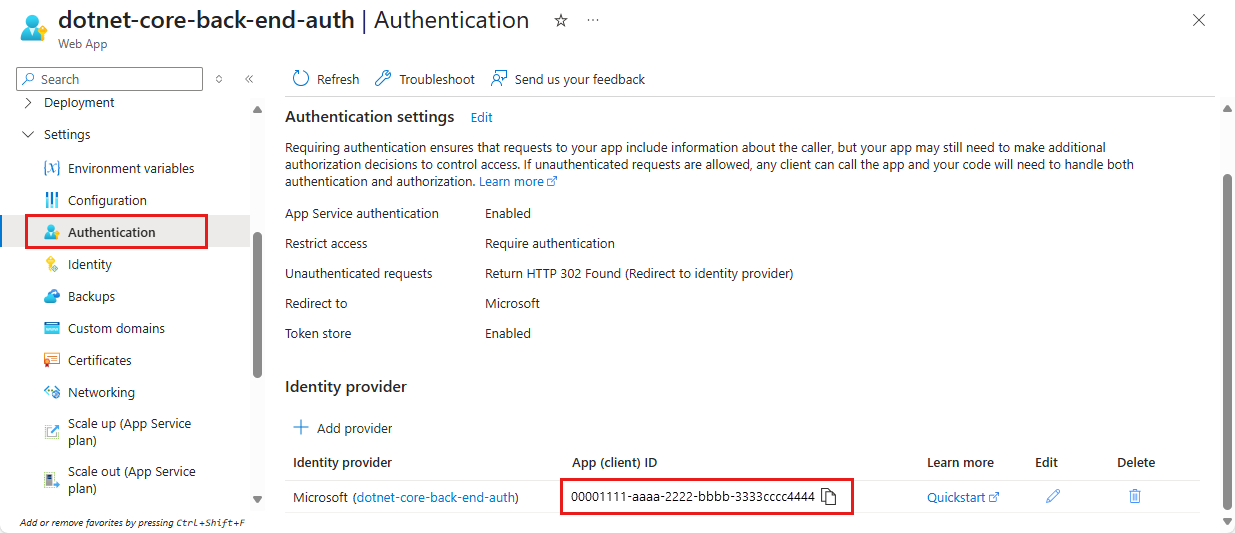 dotnet-core-back-end-auth | Authentication
Web App
Search
Refresh
Troubleshoot
Send us your feedback
Deployment
Settings
Environment variables
Configuration
Authentication
Identity
Backups
Custom domains
Certificates
Networking
Scale up (App Service
plan)
Scale out (App Service
plan)
Add or remove favorites by pressing Ctrl+Shift+F
Authentication settings Edit
Requiring authentication ensures that requests to your app include information about the caller, but your app may still need to make additional
authorization decisions to control access. If unauthenticated requests are allowed, any client can call the app and your code will need to handle both
authentication and authorization. Learn more
App Service authentication Enabled
Restrict access Require authentication
Unauthenticated requests Return HTTP 302 Found (Redirect to identity provider)
Redirect to Microsoft
Token store Enabled
Identity provider
Add provider
Identity provider App (client) ID Learn more Edit Delete
Microsoft (dotnet-core-back-end-auth) 00001111-aaaa-2222-bbbb-3333cccc4444 Quickstart